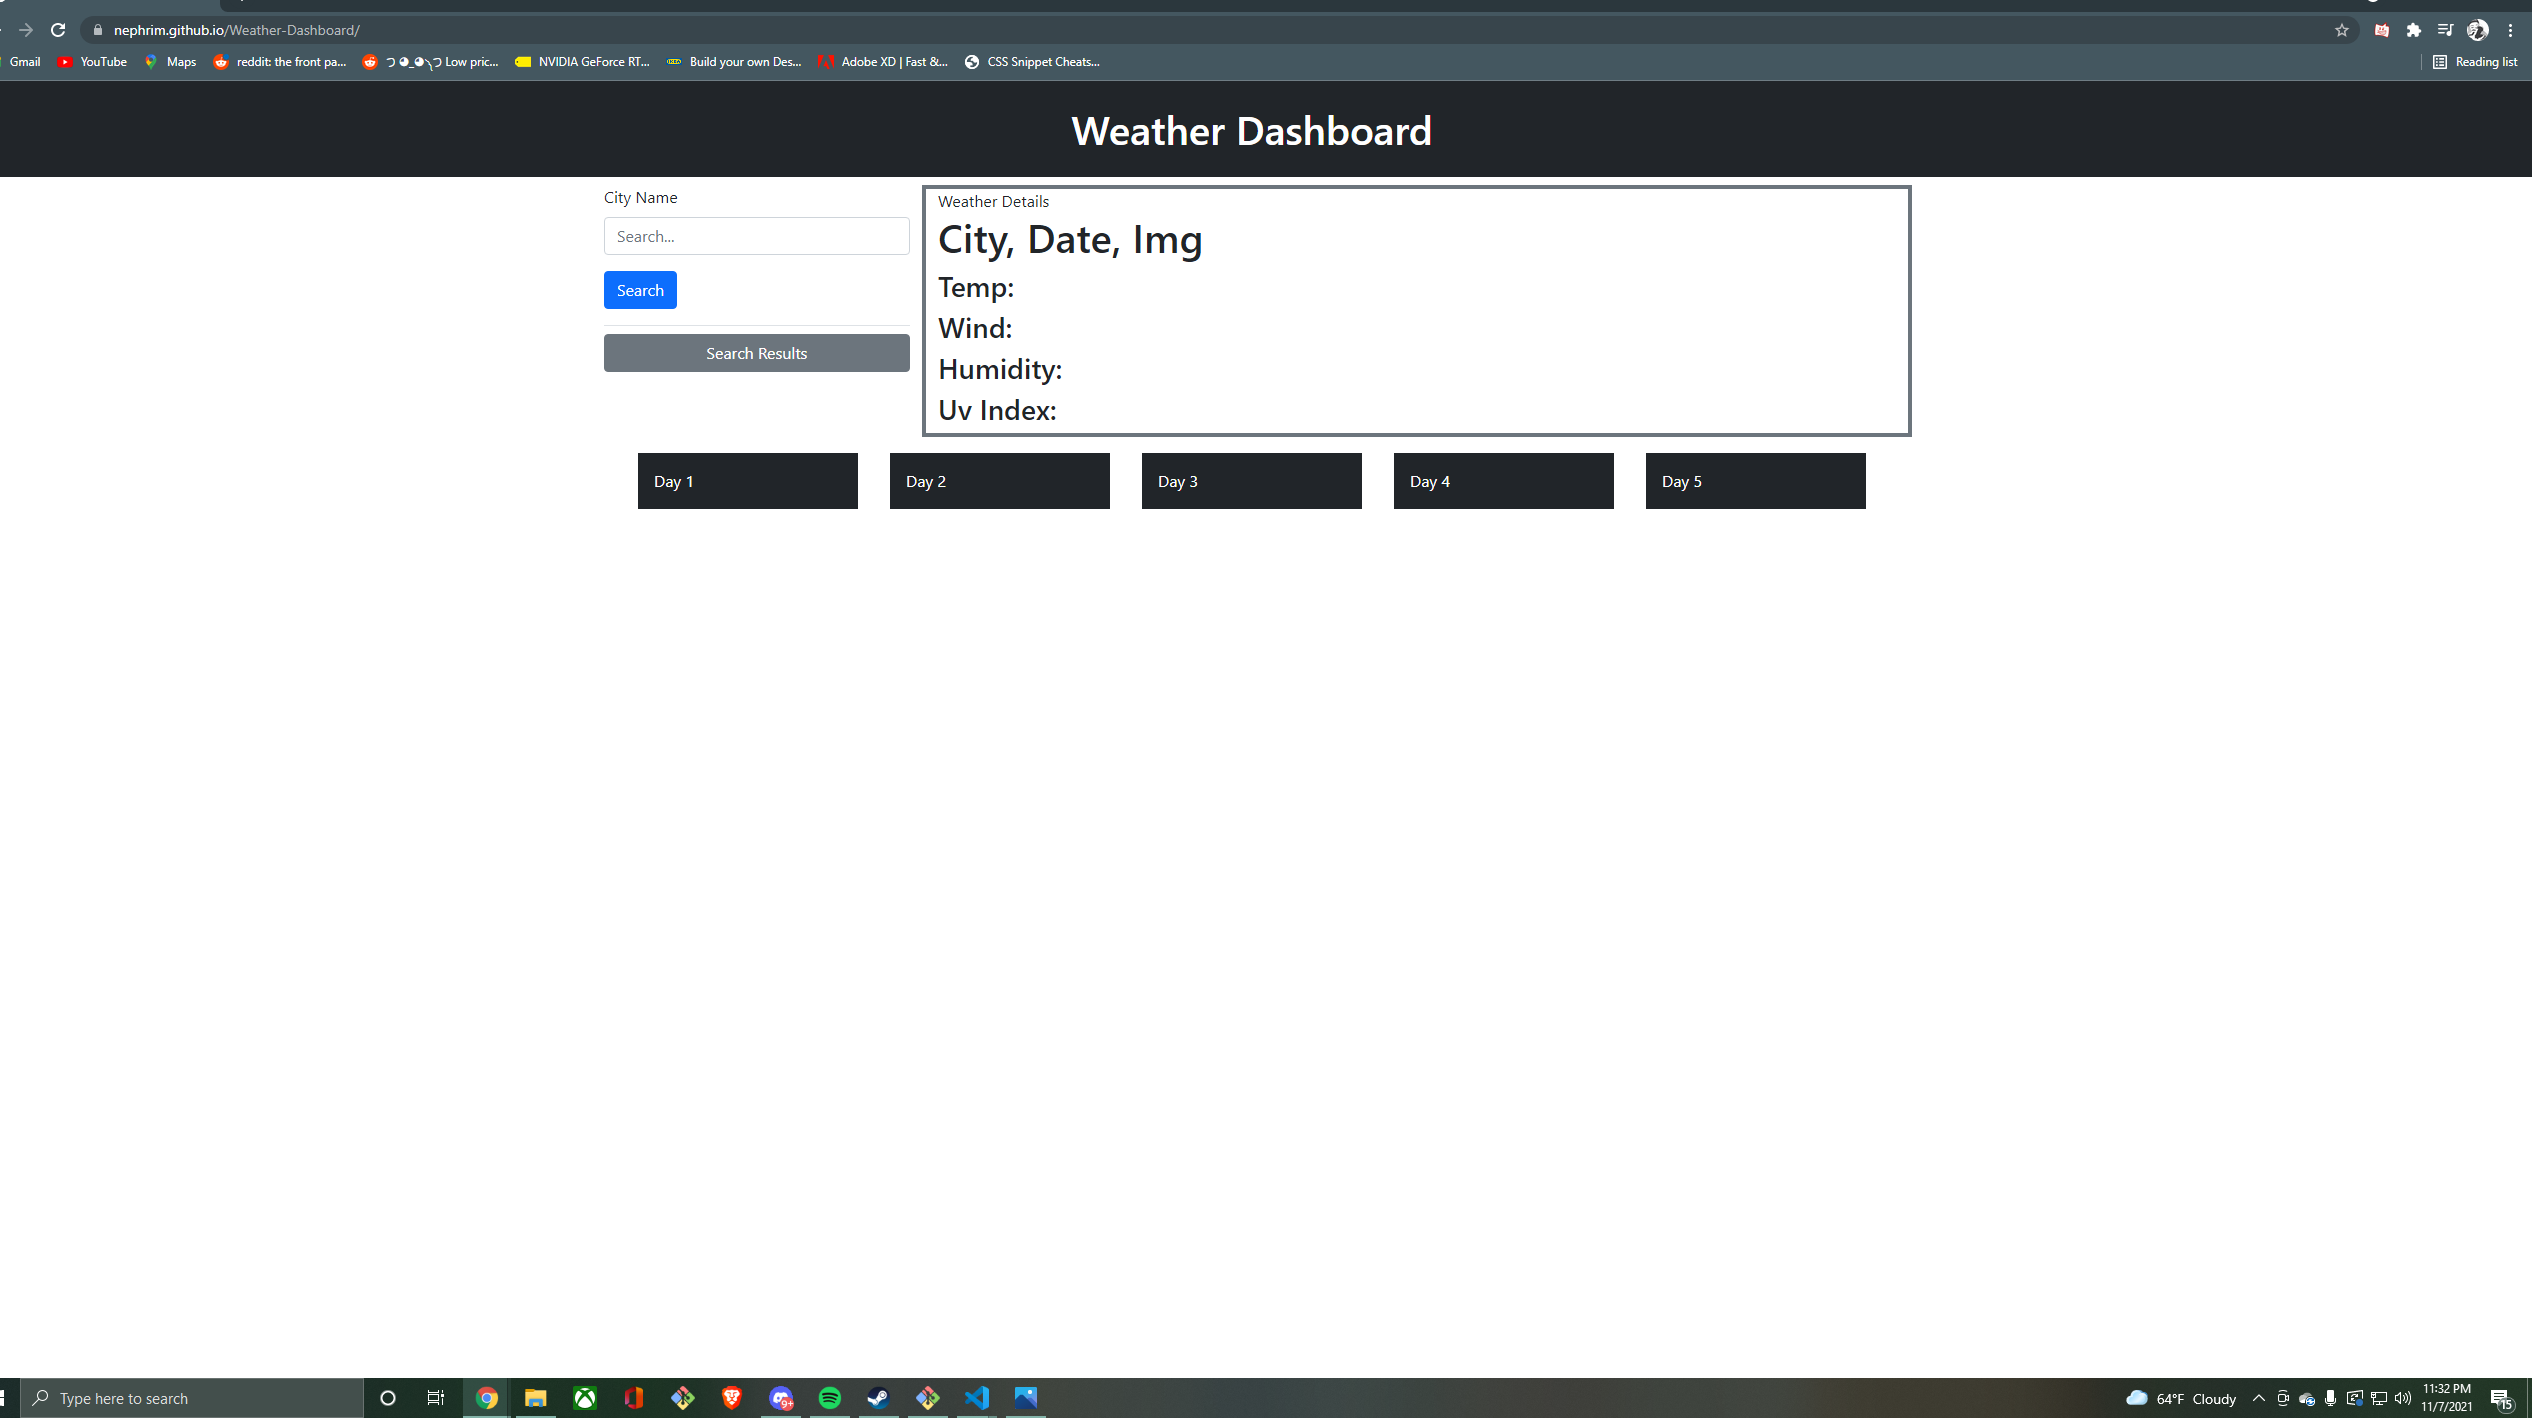 nephrim.github.io/Weather-Dashboard/
Gmail YouTube Maps reddit: the front pa... Low pric... NVIDIA GeForce RT... Build your own Des... Adobe XD | Fast &... CSS Snippet Cheats... Reading list
Weather Dashboard
City Name
Search...
Search
Search Results
Weather Details
City, Date, Img
Temp:
Wind:
Humidity:
Uv Index:
Day 1 Day 2 Day 3 Day 4 Day 5
Type here to search
9+
64°F Cloudy
11:32 PM
11/7/2021
15